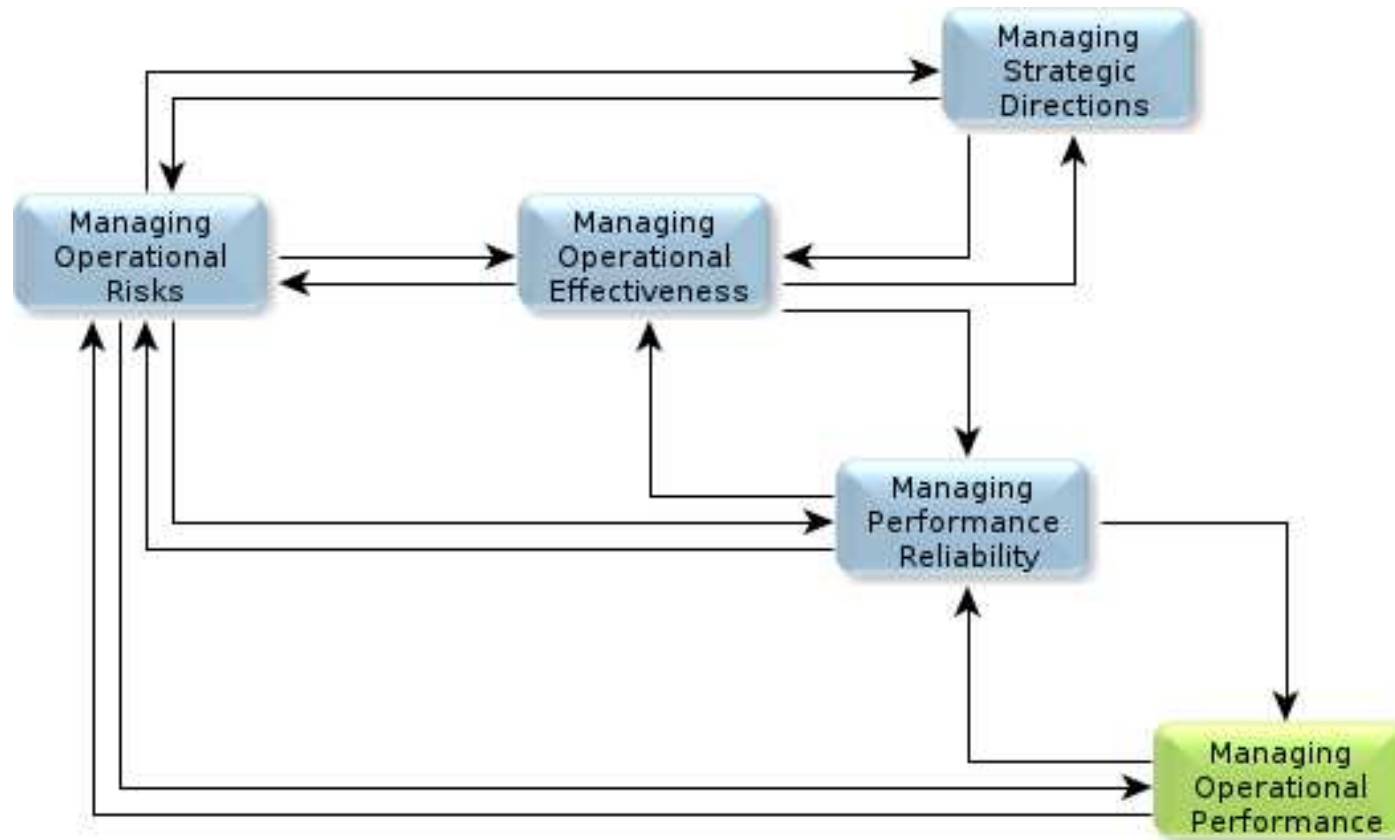 Managing
Strategic
Directions
Managing
Operational
Risks
Managing
Operational
Effectiveness
Managing
Performance
Reliability
Managing
Operational
Performance